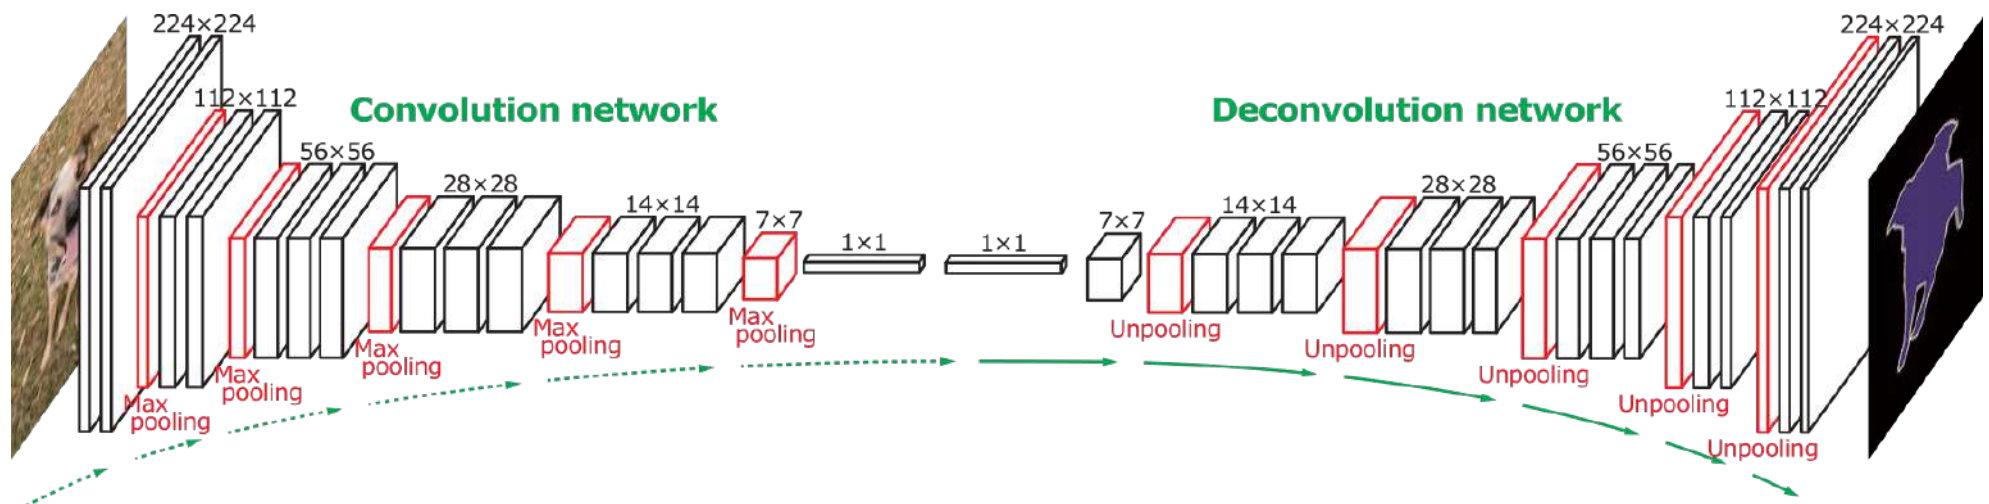 224×224
112×112
Convolution network
56×56
28×28
14×14
7×7
1×1
1×1
7×7
14×14
28×28
56×56
Deconvolution network
112×112
224×224
Max
pooling
Max
pooling
Max
pooling
Max
pooling
Max
pooling
Unpooling
Unpooling
Unpooling
Unpooling
Unpooling